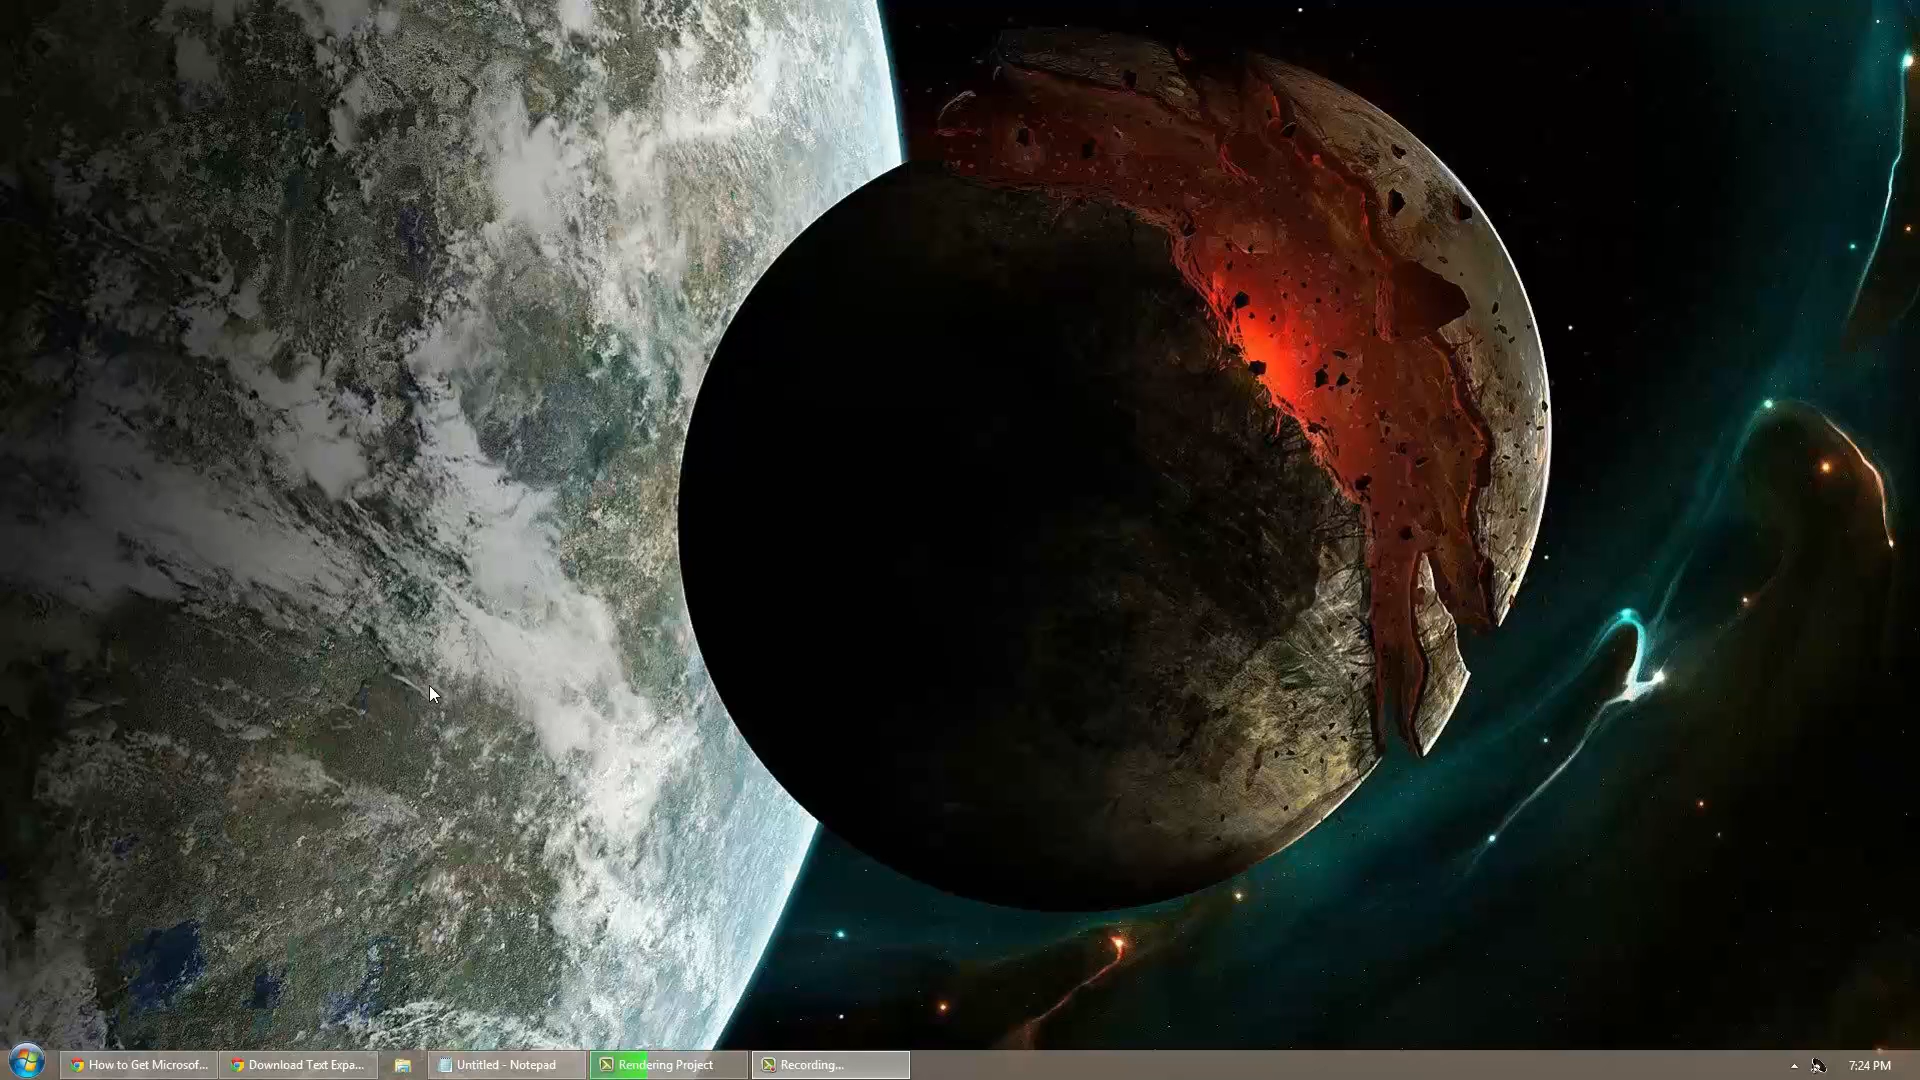 How to Get Microsof...
Download Text Expa...
Untitled - Notepad
Rendering Project
Recording...
7:24 PM